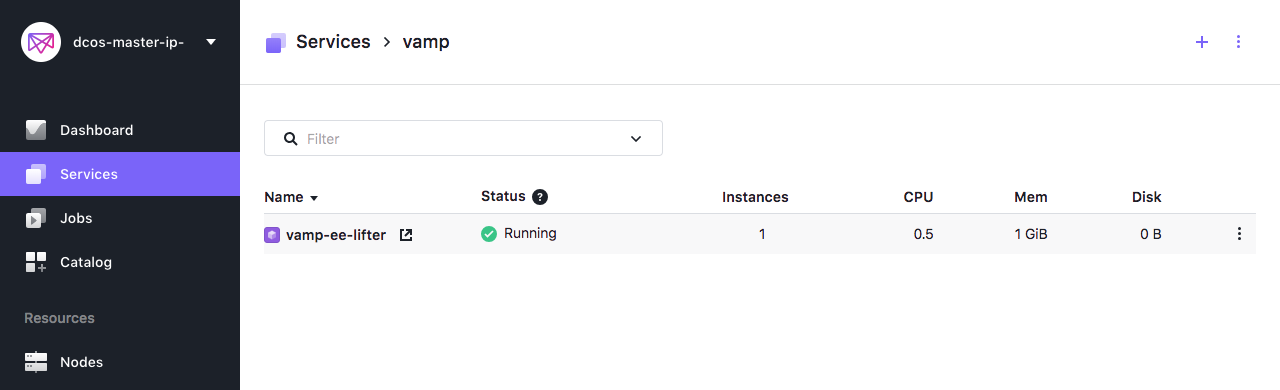 dcos-master-ip-
Services > vamp
Dashboard
Services
Jobs
Catalog
Resources
Nodes
Filter
Name Status ? Instances CPU Mem Disk
vamp-ee-lifter Running 1 0.5 1 GiB 0 B